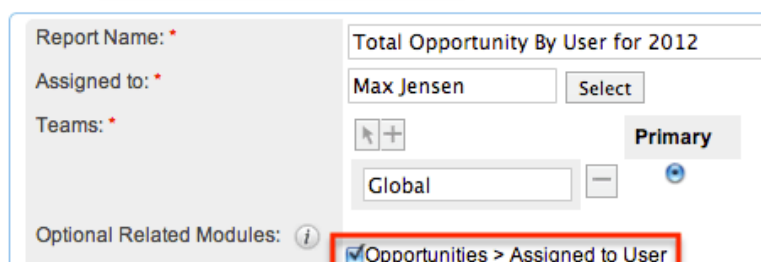 Report Name: * Total Opportunity By User for 2012
Assigned to: * Max Jensen Select
Teams: * Primary
Global
Optional Related Modules: i Opportunities > Assigned to User